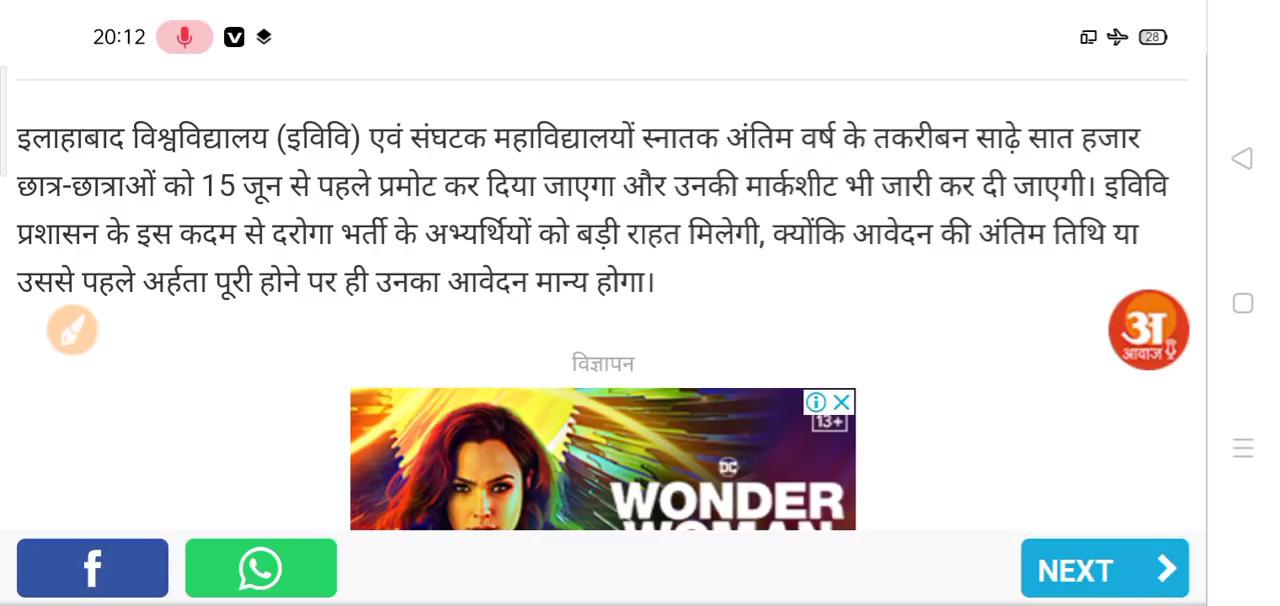 20:12
28
इलाहाबाद विश्वविद्यालय (इविवि) एवं संघटक महाविद्यालयों स्नातक अंतिम वर्ष के तकरीबन साढ़े सात हजार
छात्र-छात्राओं को 15 जून से पहले प्रमोट कर दिया जाएगा और उनकी मार्कशीट भी जारी कर दी जाएगी। इविवि
प्रशासन के इस कदम से दरोगा भर्ती के अभ्यर्थियों को बड़ी राहत मिलेगी, क्योंकि आवेदन की अंतिम तिथि या
उससे पहले अर्हता पूरी होने पर ही उनका आवेदन मान्य होगा।
अ
आवाज
विज्ञापन
13+
DC
WONDER
WOMAN
f
NEXT